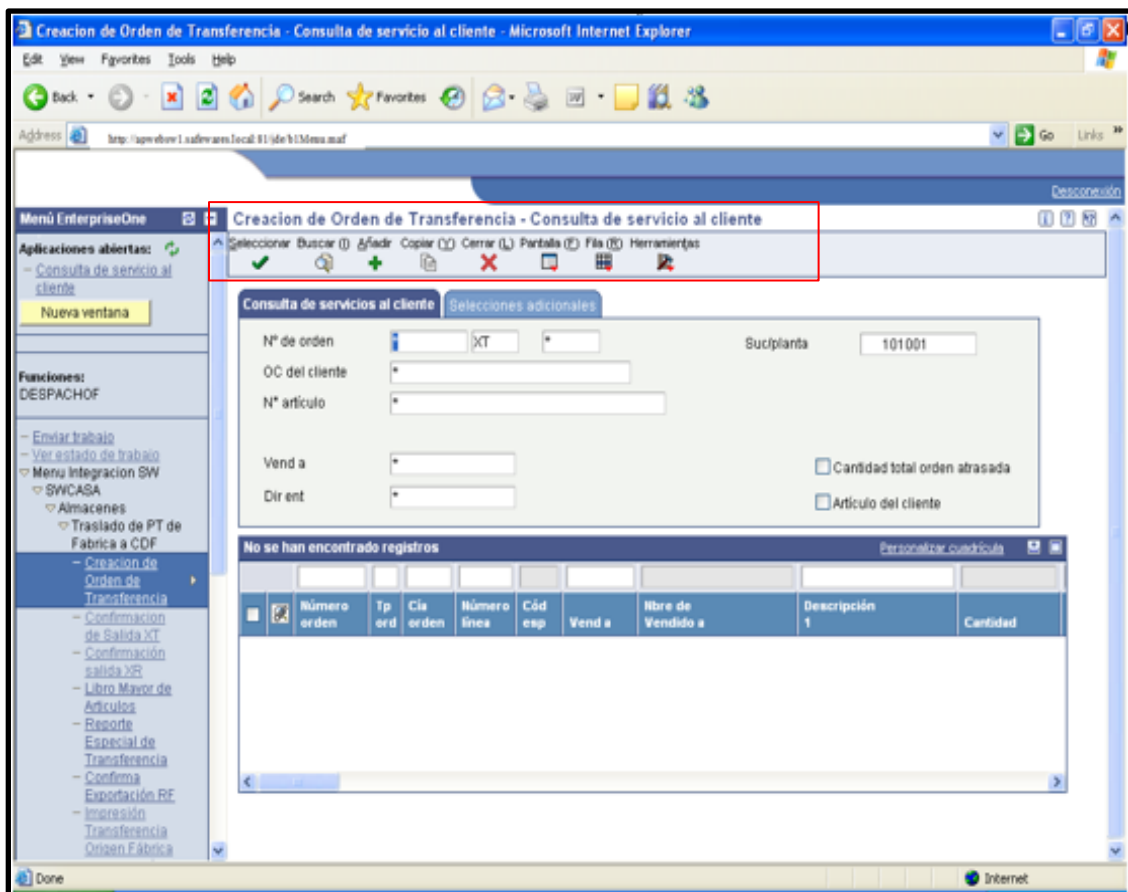 Creacion de Orden de Transferencia - Consulta de servicio al cliente - Microsoft Internet Explorer
Edit View Favorites Tools Help
Back Search Favorites
Address Go Links
Desconexión
Menú EnterpriseOne
Creacion de Orden de Transferencia - Consulta de servicio al cliente
Aplicaciones abiertas:
– Consulta de servicio al
cliente
Nueva ventana
Seleccionar Buscar (I) Añadir Copiar (Y) Cerrar (L) Pantalla (F) Fila (R) Herramientas
Consulta de servicios al cliente Selecciones adicionales
Nº de orden * XT * Suc/planta 101001
OC del cliente *
Nº artículo *
Vend a * Cantidad total orden atrasada
Dir ent * Artículo del cliente
Funciones:
DESPACHOF
– Enviar trabajo
– Ver estado de trabajo
Menu Integracion SW
SWCASA
Almacenes
Traslado de PT de
Fabrica a CDF
– Creacion de
Orden de
Transferencia
– Confirmacion
de Salida XT
– Confirmación
salida XR
– Libro Mayor de
Articulos
– Reporte
Especial de
Transferencia
– Confirma
Exportación RF
– Impresión
Transferencia
Origen Fábrica
No se han encontrado registros Personalizar cuadrícula
Número orden Tp ord Cía orden Número línea Cód esp Vend a Nbre de Vendido a Descripción 1 Cantidad
Done Internet